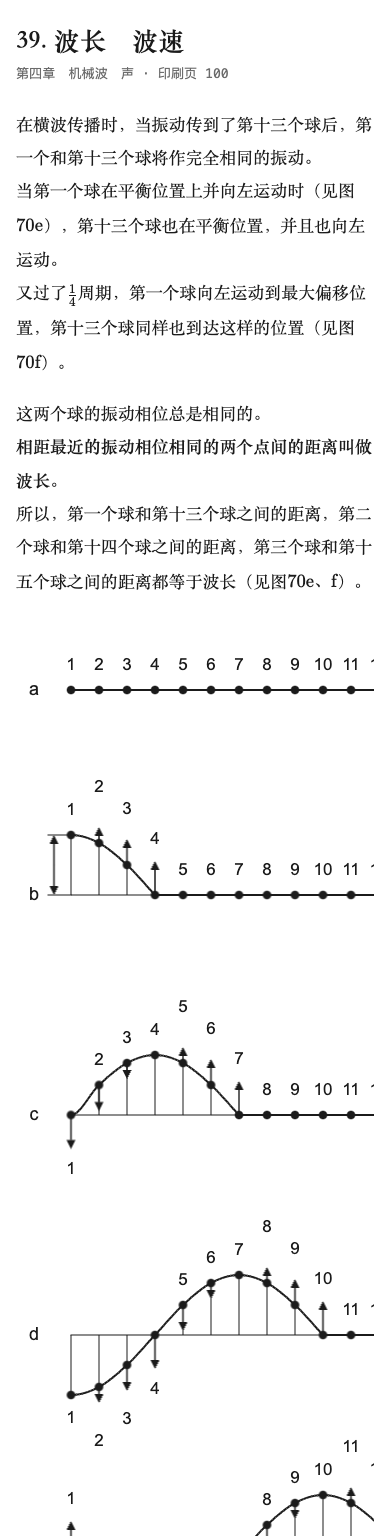 39. 波长　波速
第四章　机械波　声 · 印刷页 100
在横波传播时，当振动传到了第十三个球后，第
一个和第十三个球将作完全相同的振动。
当第一个球在平衡位置上并向左运动时（见图
70e），第十三个球也在平衡位置，并且也向左
运动。
又过了1/4周期，第一个球向左运动到最大偏移位
置，第十三个球同样也到达这样的位置（见图
70f）。
这两个球的振动相位总是相同的。
相距最近的振动相位相同的两个点间的距离叫做
波长。
所以，第一个球和第十三个球之间的距离，第二
个球和第十四个球之间的距离，第三个球和第十
五个球之间的距离都等于波长（见图70e、f）。
1 2 3 4 5 6 7 8 9 10 11
a
2
1 3
4
5 6 7 8 9 10 11
b
5
4 6
3
2 7
8 9 10 11
c
1
8
7 9
6
5 10
11
d
1 4
3
2
11
10
9
1 8